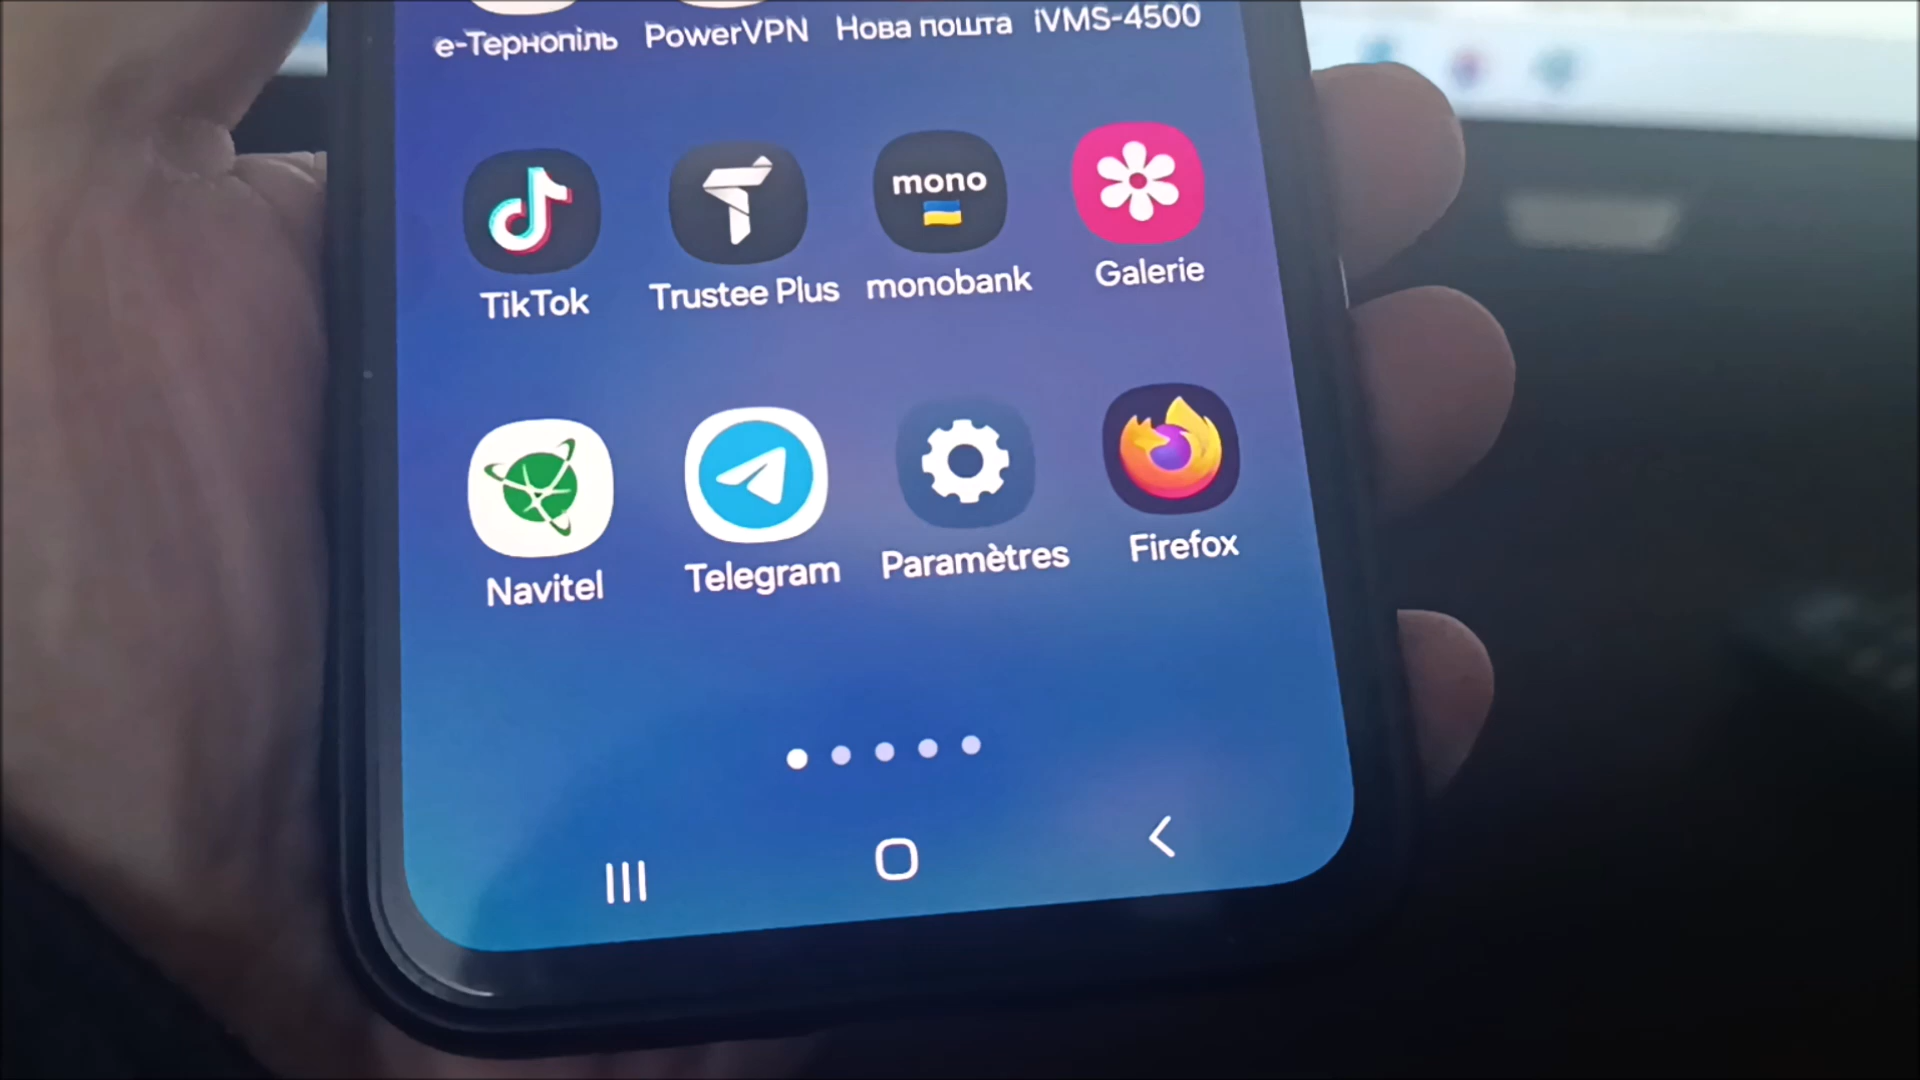 е-Тернопіль PowerVPN Нова пошта iVMS-4500
mono
TikTok Trustee Plus monobank Galerie
Navitel Telegram Paramètres Firefox